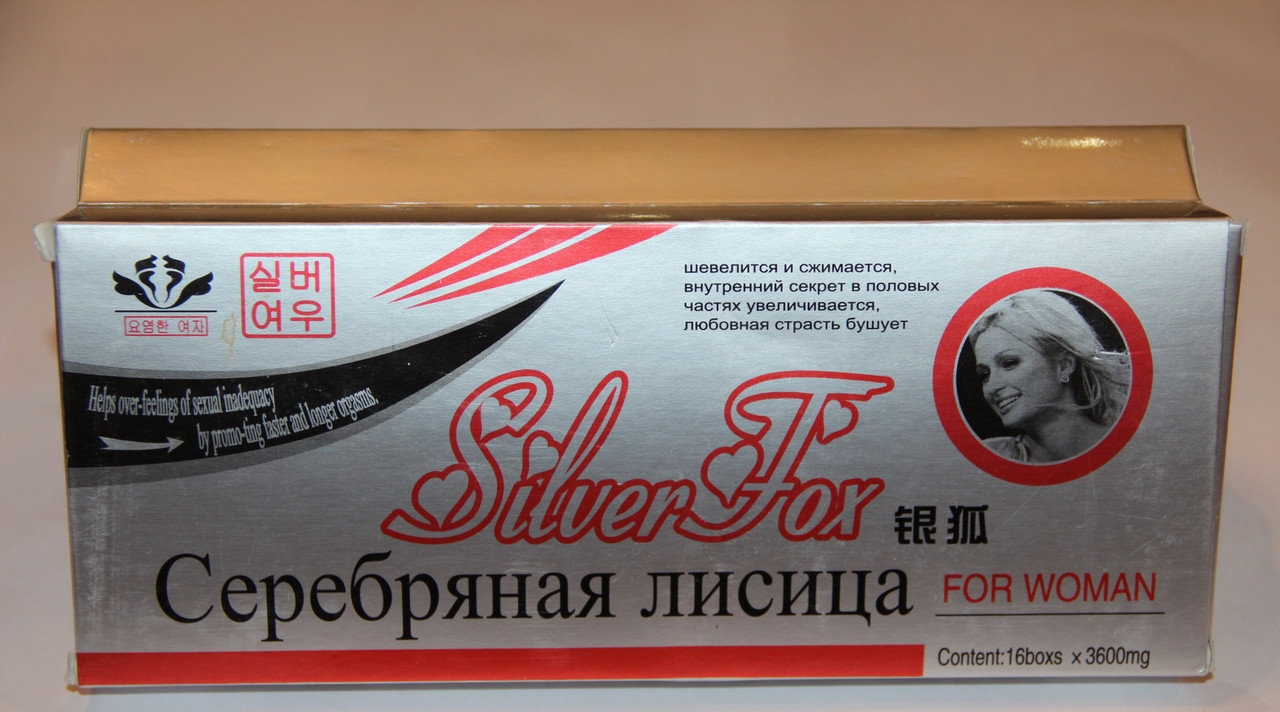 실버
여우
요염한 여자
шевелится и сжимается,
внутренний секрет в половых
частях увеличивается,
любовная страсть бушует
Helps over-feelings of sexual inadequacy
by promo-ting faster and longer orgasms.
Silver Fox
银狐
Серебряная лисица
FOR WOMAN
Content:16boxs × 3600mg